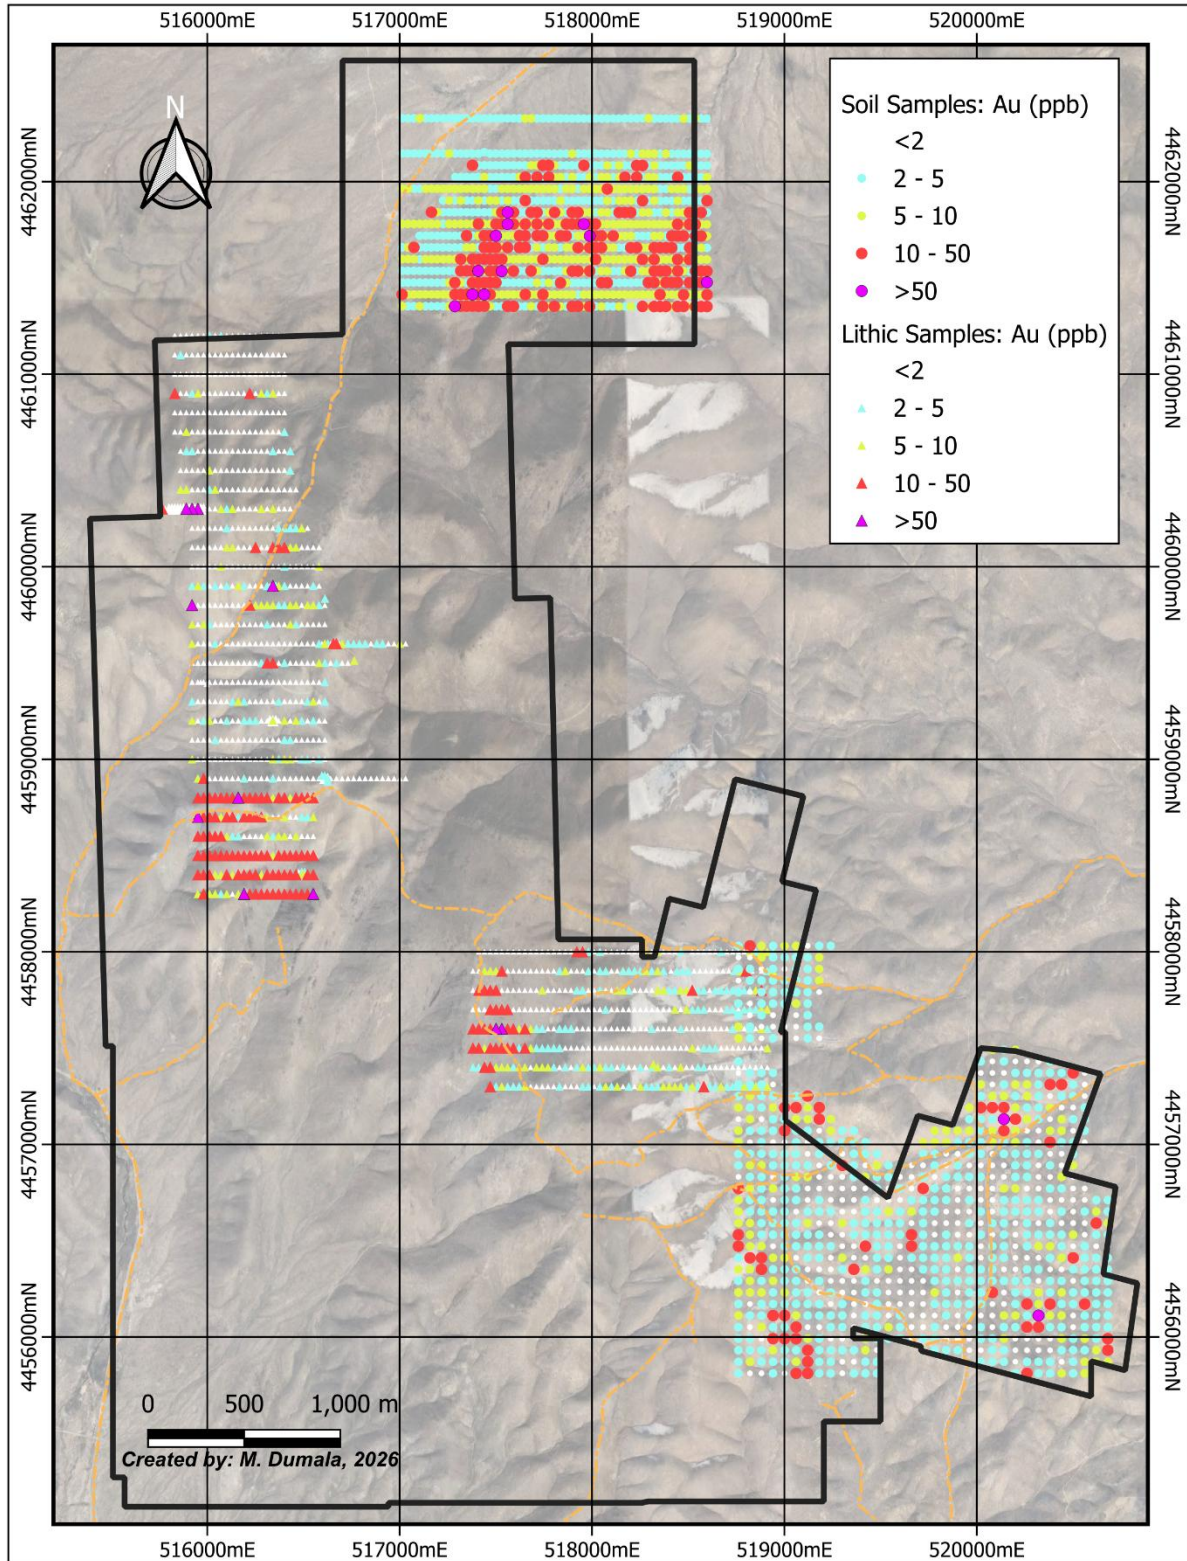 516000mE 517000mE 518000mE 519000mE 520000mE
N
Soil Samples: Au (ppb)
<2
2 - 5
5 - 10
10 - 50
>50
Lithic Samples: Au (ppb)
<2
2 - 5
5 - 10
10 - 50
>50
4462000mN 4462000mN
4461000mN 4461000mN
4460000mN 4460000mN
4459000mN 4459000mN
4458000mN 4458000mN
4457000mN 4457000mN
4456000mN 4456000mN
0 500 1,000 m
Created by: M. Dumala, 2026
516000mE 517000mE 518000mE 519000mE 520000mE